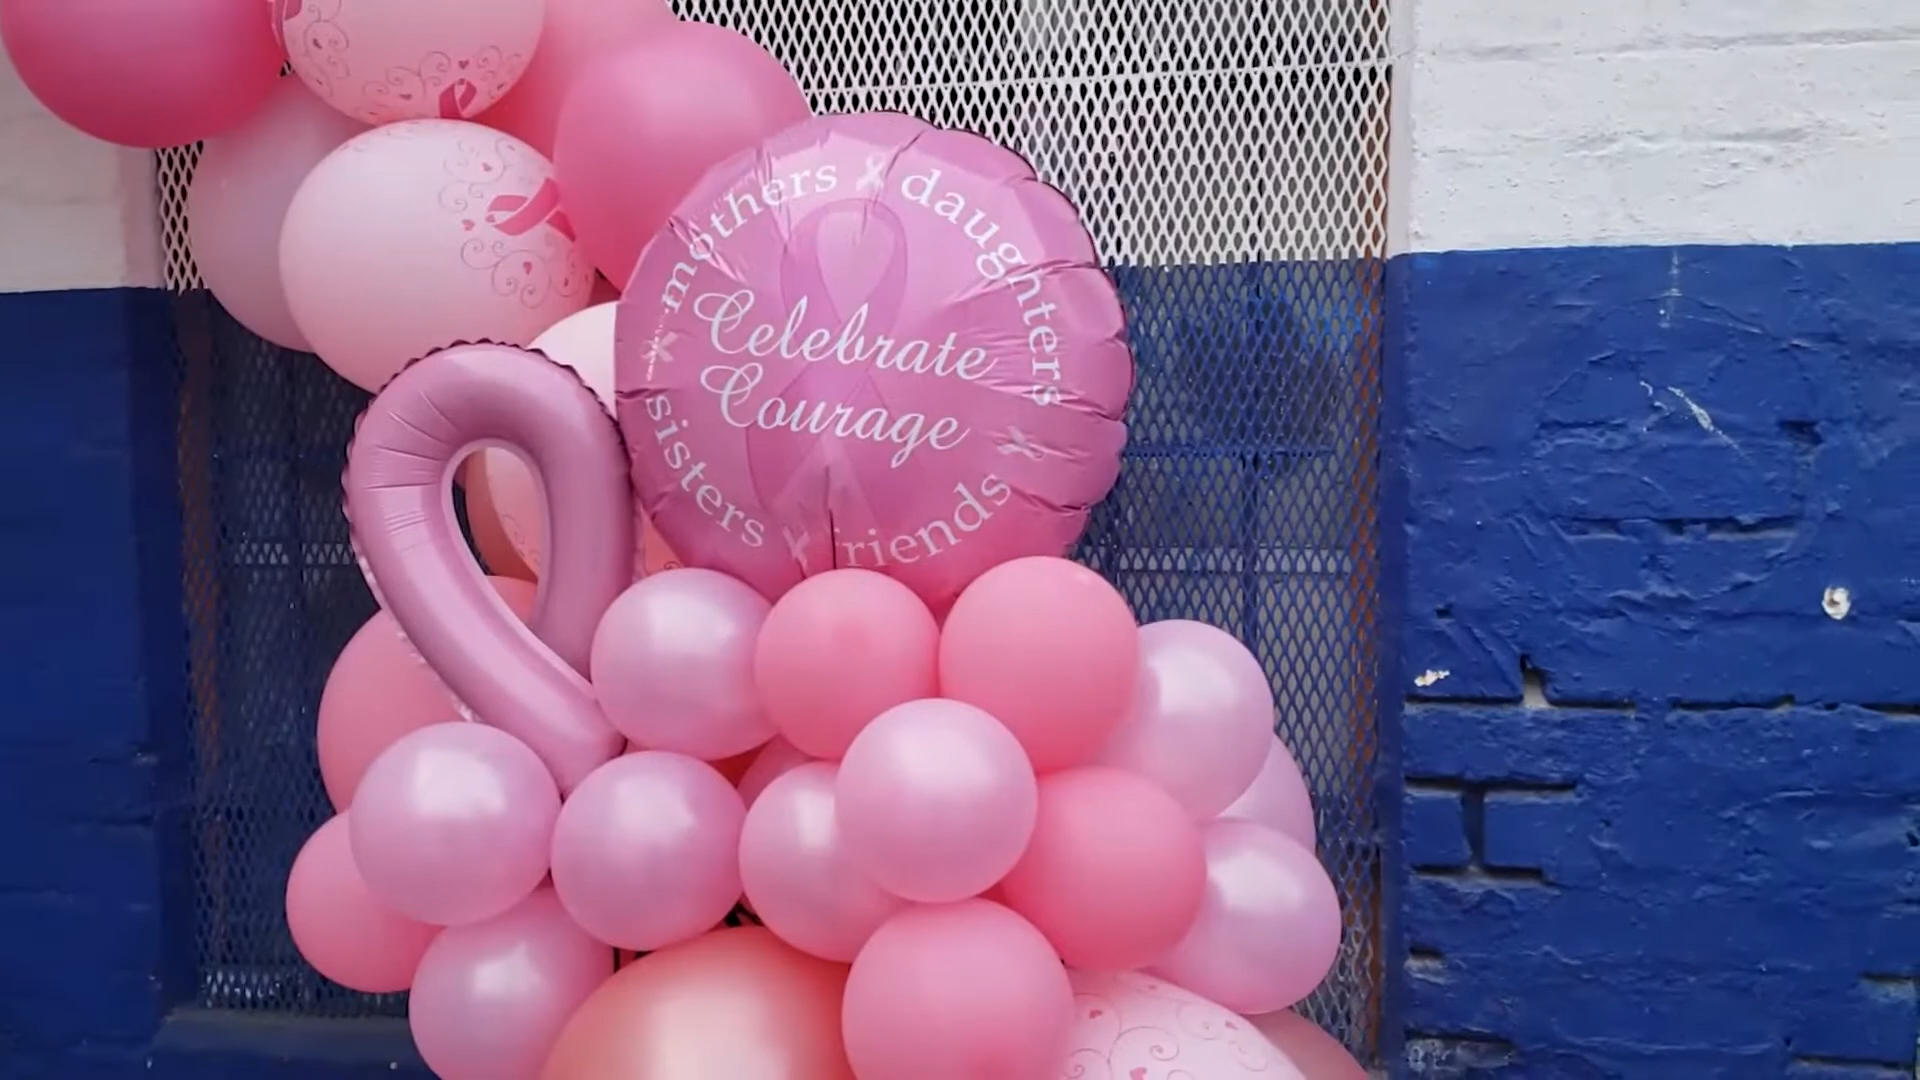 mothers
daughters
Celebrate
Courage
sisters
friends